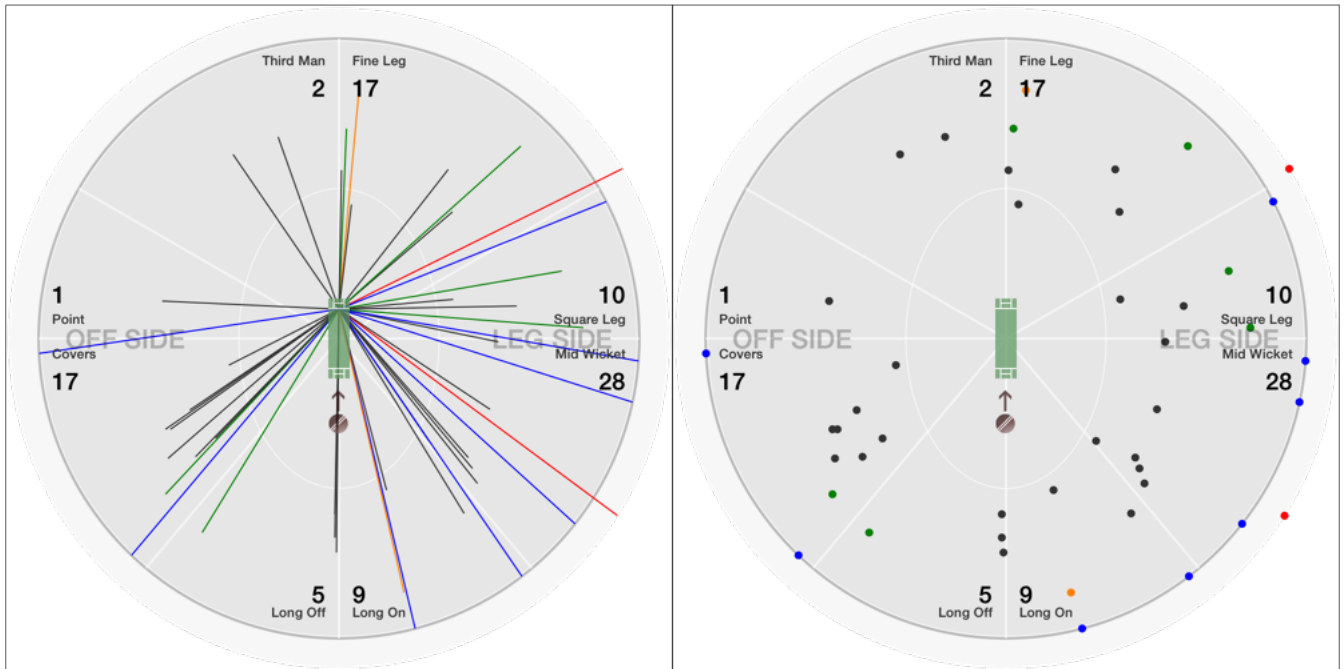 Third Man
Fine Leg
2
17
1
Point
OFF SIDE
Covers
17
10
Square Leg
LEG SIDE
Mid Wicket
28
5
9
Long Off
Long On
Third Man
Fine Leg
2
17
1
Point
OFF SIDE
Covers
17
10
Square Leg
LEG SIDE
Mid Wicket
28
5
9
Long Off
Long On